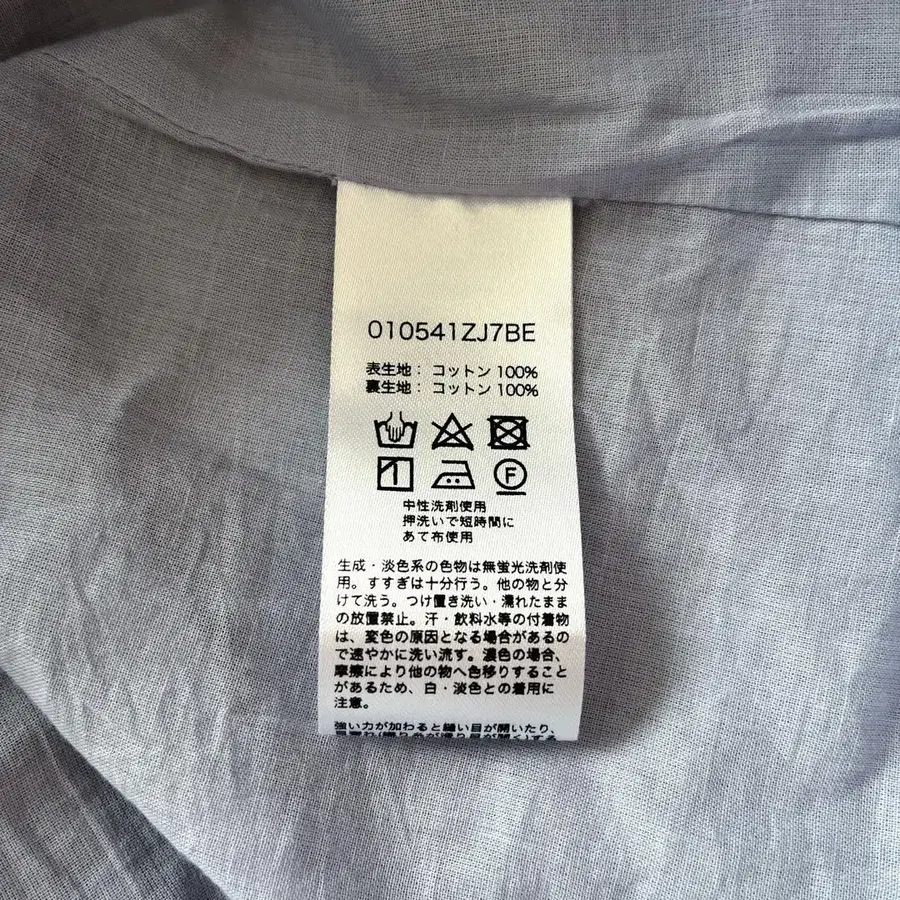 010541ZJ7BE
表生地： コットン 100%
裏生地： コットン 100%
F
中性洗剤使用
押洗いで短時間に
あて布使用
生成・淡色系の色物は無蛍光洗剤使
用。すすぎは十分行う。他の物と分
けて洗う。つけ置き洗い・濡れたまま
の放置禁止。汗・飲料水等の付着物
は、変色の原因となる場合があるの
で速やかに洗い流す。濃色の場合、
摩擦により他の物へ色移りすること
があるため、白・淡色との着用に
注意。
強い力が加わると縫い目が開いたり、